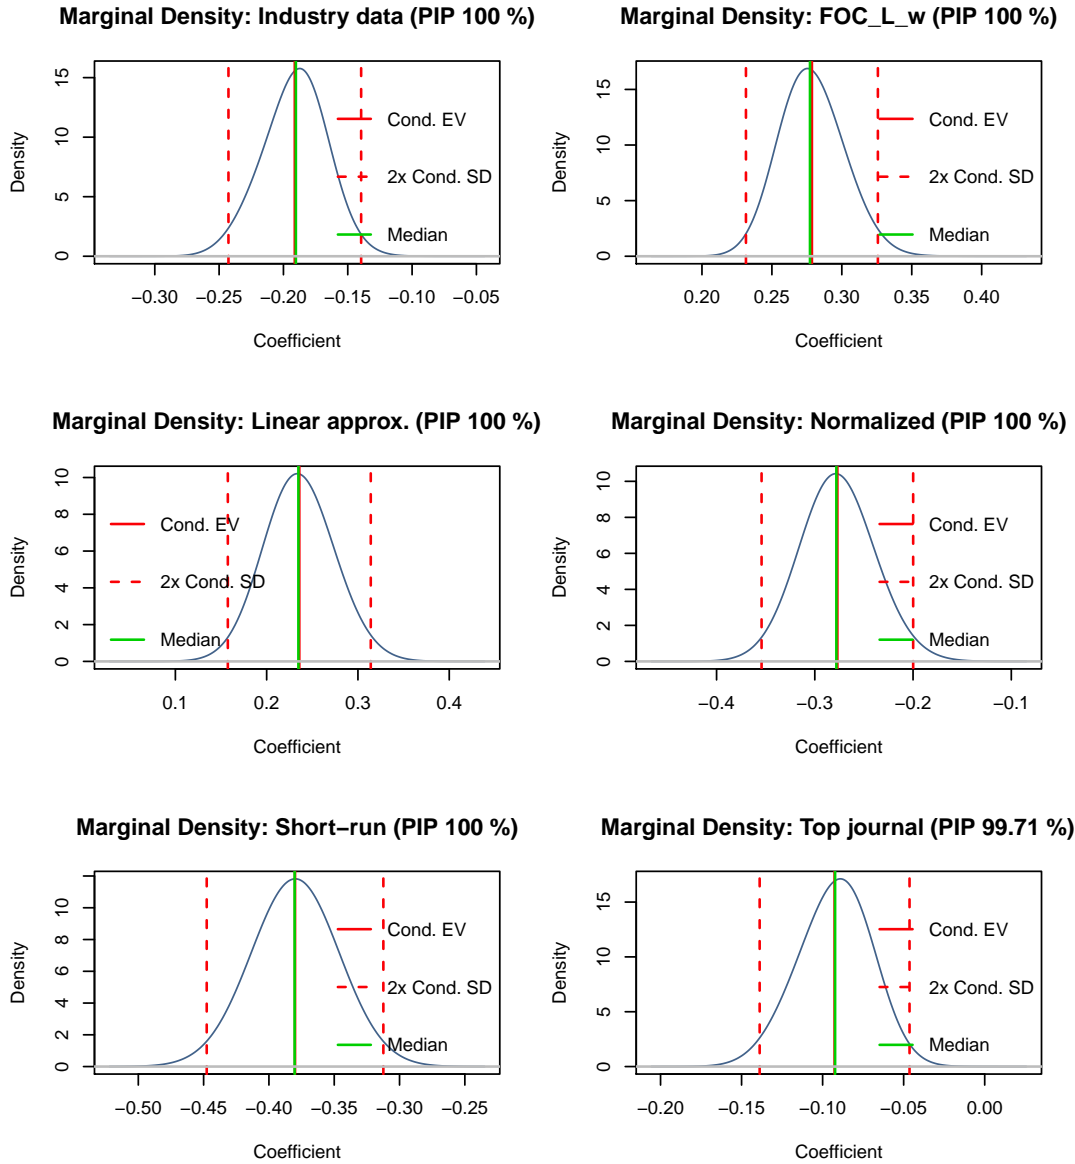 Marginal Density: Industry data (PIP 100 %)
Density
0 5 10 15
Cond. EV
2x Cond. SD
Median
−0.30 −0.25 −0.20 −0.15 −0.10 −0.05
Coefficient
Marginal Density: FOC_L_w (PIP 100 %)
Density
0 5 10 15
Cond. EV
2x Cond. SD
Median
0.20 0.25 0.30 0.35 0.40
Coefficient
Marginal Density: Linear approx. (PIP 100 %)
Density
0 2 4 6 8 10
Cond. EV
2x Cond. SD
Median
0.1 0.2 0.3 0.4
Coefficient
Marginal Density: Normalized (PIP 100 %)
Density
0 2 4 6 8 10
Cond. EV
2x Cond. SD
Median
−0.4 −0.3 −0.2 −0.1
Coefficient
Marginal Density: Short−run (PIP 100 %)
Density
0 2 4 6 8 10
Cond. EV
2x Cond. SD
Median
−0.50 −0.45 −0.40 −0.35 −0.30 −0.25
Coefficient
Marginal Density: Top journal (PIP 99.71 %)
Density
0 5 10 15
Cond. EV
2x Cond. SD
Median
−0.20 −0.15 −0.10 −0.05 0.00
Coefficient